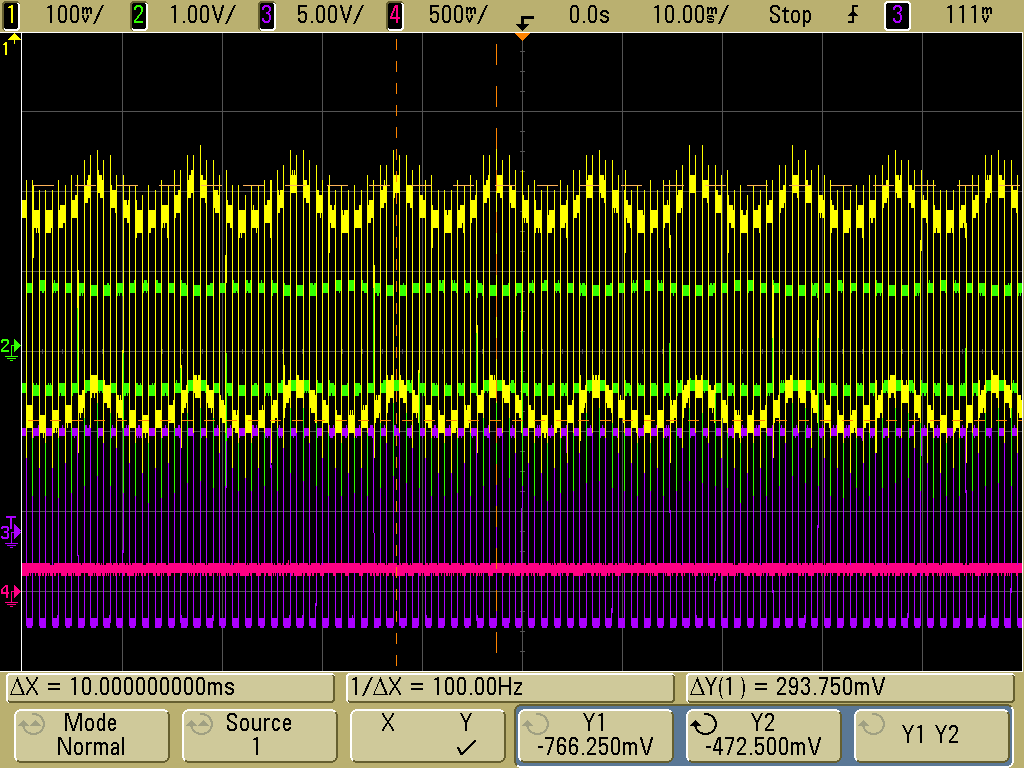 1 100mV/ 2 1.00V/ 3 5.00V/ 4 500mV/ 0.0s 10.00ms/ Stop 3 111mV
1
2
T
3
4
ΔX = 10.000000000ms 1/ΔX = 100.00Hz ΔY(1) = 293.750mV
Mode Source X Y Y1 Y2 Y1 Y2
Normal 1 ✓ -766.250mV -472.500mV